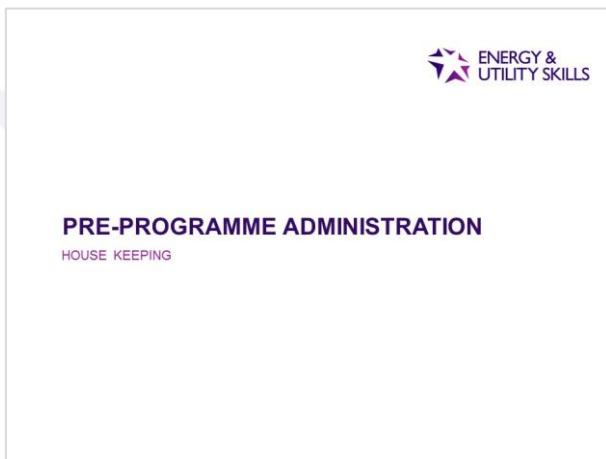 ENERGY &
UTILITY SKILLS
PRE-PROGRAMME ADMINISTRATION
HOUSE KEEPING